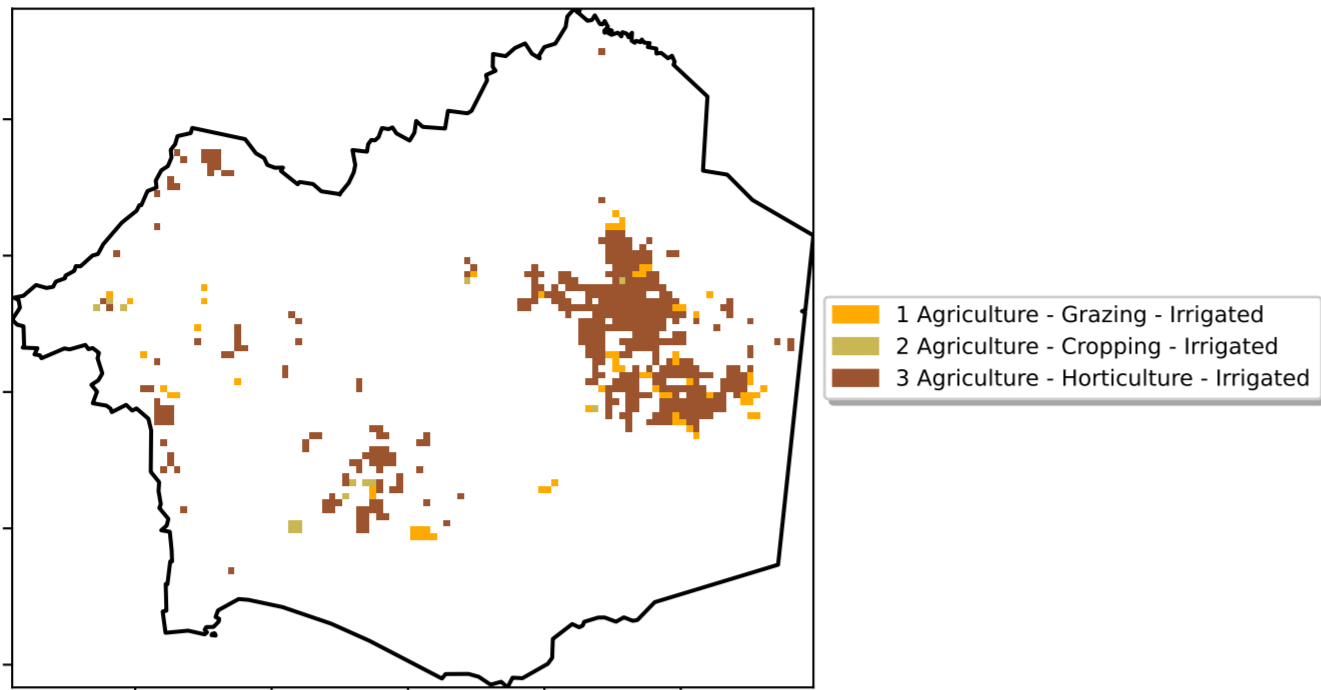 1 Agriculture - Grazing - Irrigated
2 Agriculture - Cropping - Irrigated
3 Agriculture - Horticulture - Irrigated